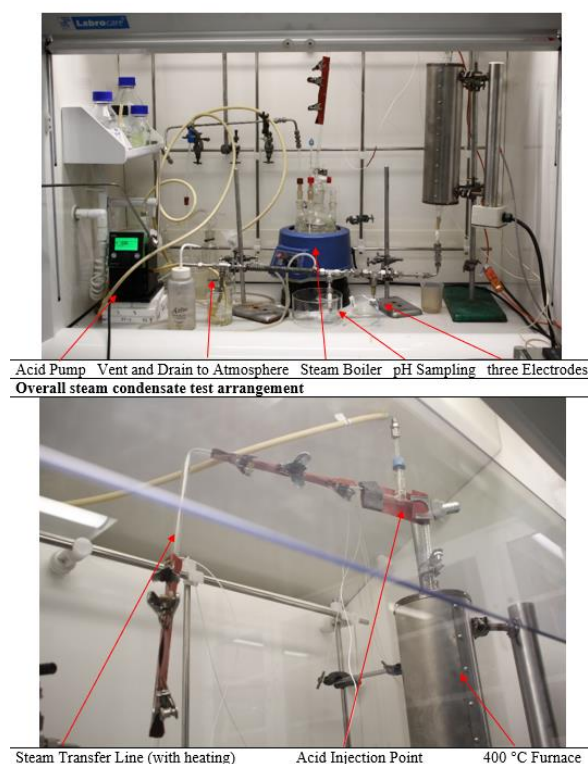 Labrocare
Acid Pump Vent and Drain to Atmosphere Steam Boiler pH Sampling three Electrodes
Overall steam condensate test arrangement
Steam Transfer Line (with heating) Acid Injection Point 400 °C Furnace